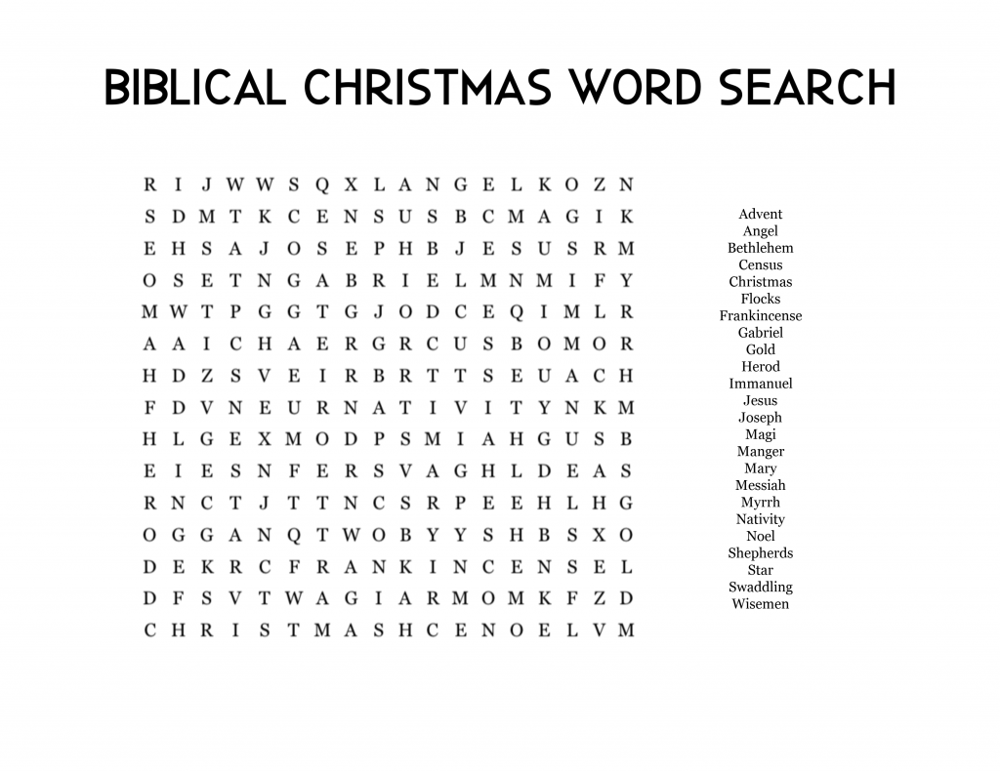 BIBLICAL CHRISTMAS WORD SEARCH
R I J W W S Q X L A N G E L K O Z N
S D M T K C E N S U S B C M A G I K
E H S A J O S E P H B J E S U S R M
O S E T N G A B R I E L M N M I F Y
M W T P G G T G J O D C E Q I M L R
A A I C H A E R G R C U S B O M O R
H D Z S V E I R B R T T S E U A C H
F D V N E U R N A T I V I T Y N K M
H L G E X M O D P S M I A H G U S B
E I E S N F E R S V A G H L D E A S
R N C T J T T N C S R P E E H L H G
O G G A N Q T W O B Y Y S H B S X O
D E K R C F R A N K I N C E N S E L
D F S V T W A G I A R M O M K F Z D
C H R I S T M A S H C E N O E L V M
Advent
Angel
Bethlehem
Census
Christmas
Flocks
Frankincense
Gabriel
Gold
Herod
Immanuel
Jesus
Joseph
Magi
Manger
Mary
Messiah
Myrrh
Nativity
Noel
Shepherds
Star
Swaddling
Wisemen